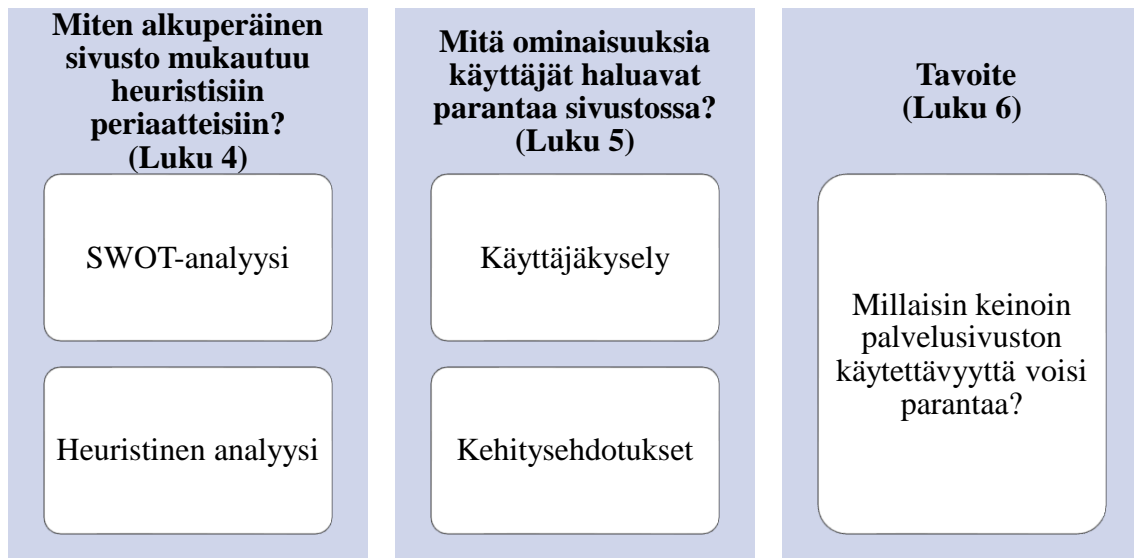 Miten alkuperäinen
sivusto mukautuu
heuristisiin
periaatteisiin?
(Luku 4)
SWOT-analyysi
Heuristinen analyysi
Mitä ominaisuuksia
käyttäjät haluavat
parantaa sivustossa?
(Luku 5)
Käyttäjäkysely
Kehitysehdotukset
Tavoite
(Luku 6)
Millaisin keinoin
palvelusivuston
käytettävyyttä voisi
parantaa?